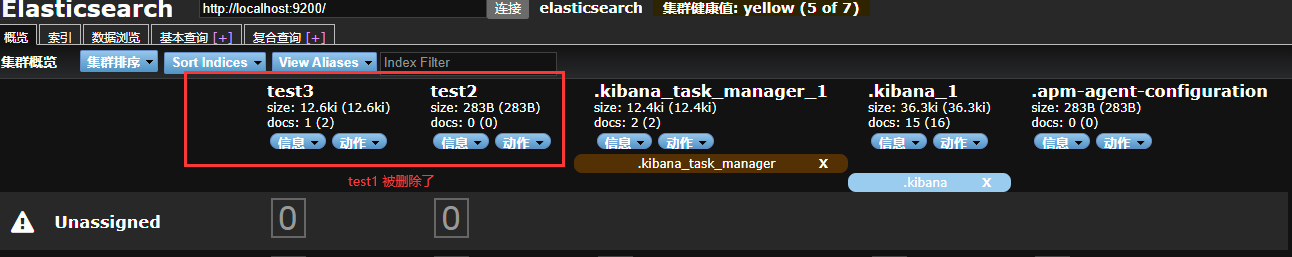 Elasticsearch http://localhost:9200/ 连接 elasticsearch 集群健康值: yellow (5 of 7)
概览 索引 数据浏览 基本查询 [+] 复合查询 [+]
集群概览 集群排序 Sort Indices View Aliases Index Filter
test3 test2 .kibana_task_manager_1 .kibana_1 .apm-agent-configuration
size: 12.6ki (12.6ki) size: 283B (283B) size: 12.4ki (12.4ki) size: 36.3ki (36.3ki) size: 283B (283B)
docs: 1 (2) docs: 0 (0) docs: 2 (2) docs: 15 (16) docs: 0 (0)
信息 动作 信息 动作 信息 动作 信息 动作 信息 动作
.kibana_task_manager X
test1 被删除了 .kibana X
Unassigned 0 0